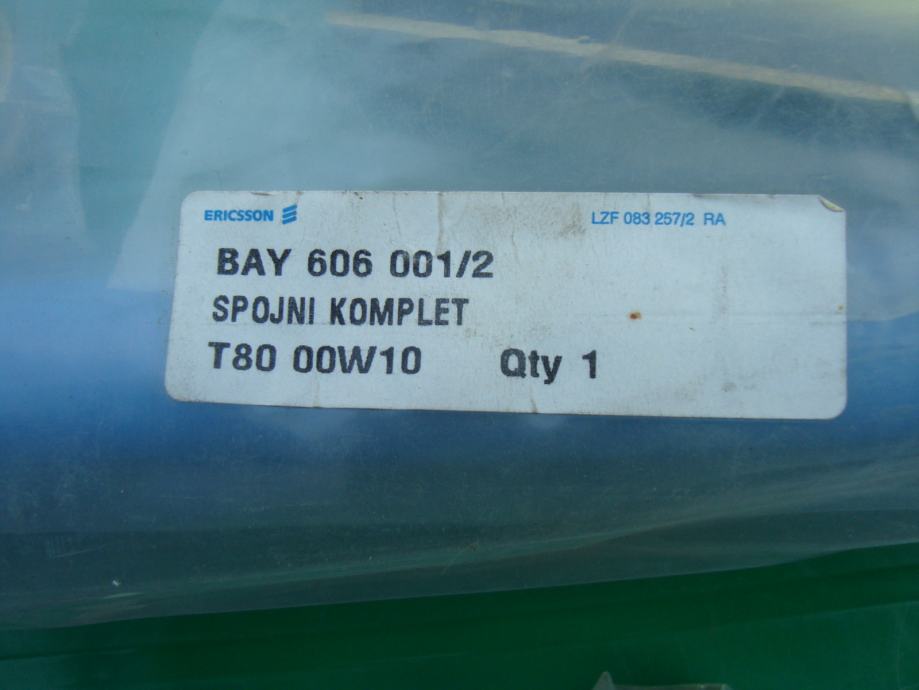 ERICSSON LZF 083 257/2 RA
BAY 606 001/2
SPOJNI KOMPLET
T80 00W10 Qty 1